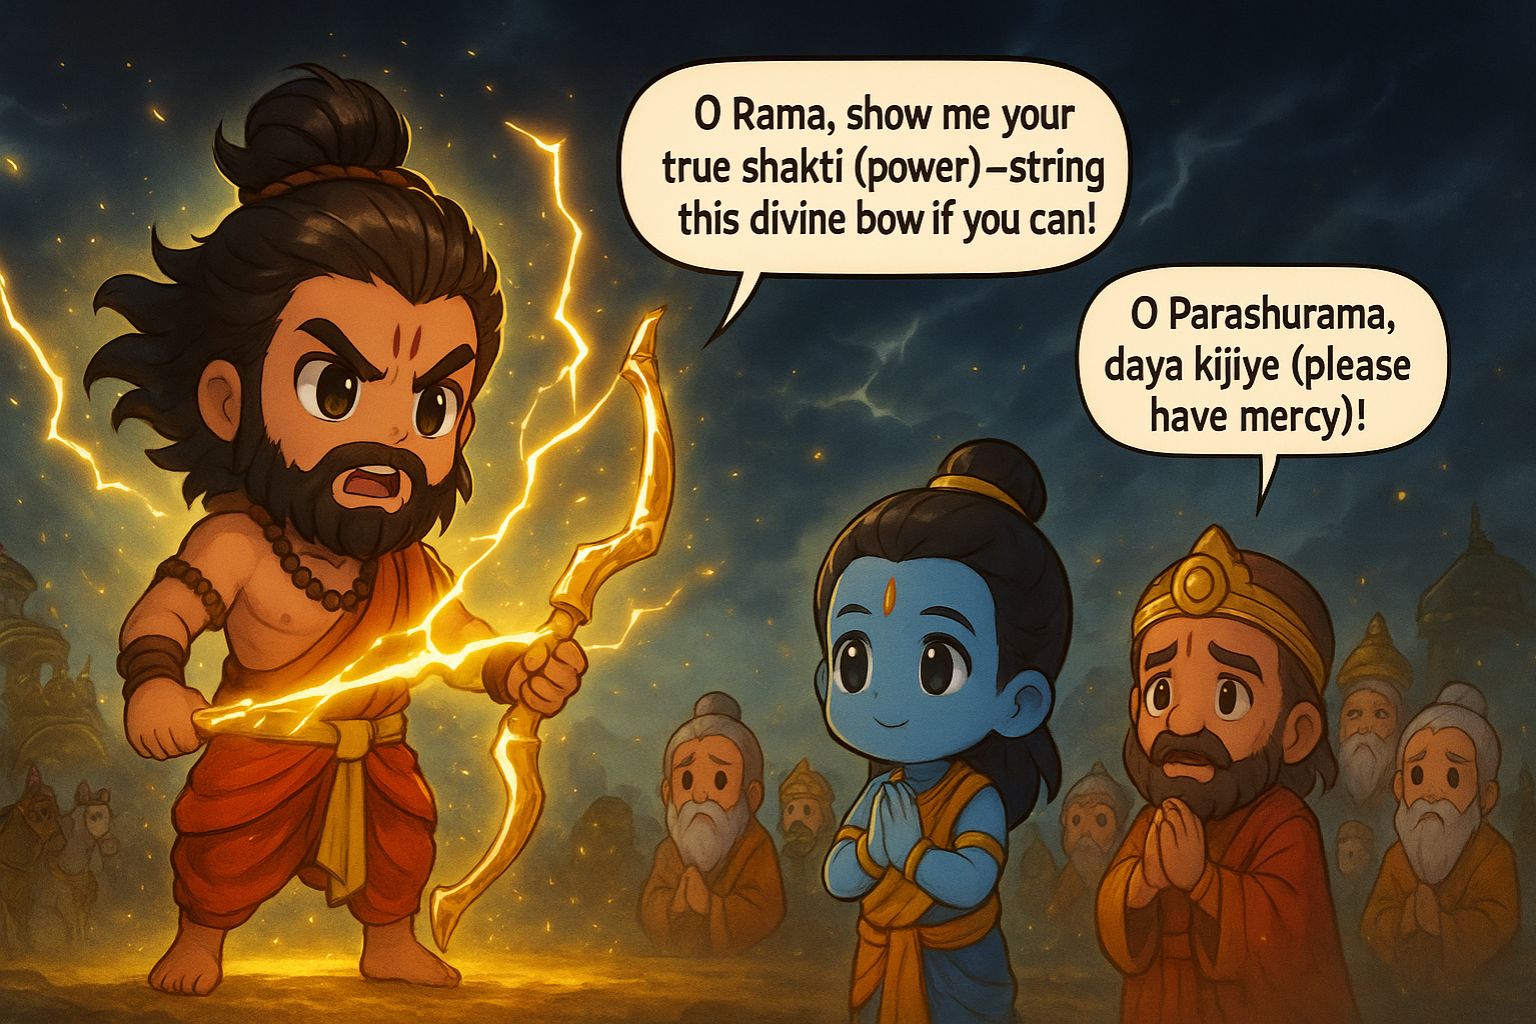 O Rama, show me your
true shakti (power)–string
this divine bow if you can!
O Parashurama,
daya kijiye (please
have mercy)!